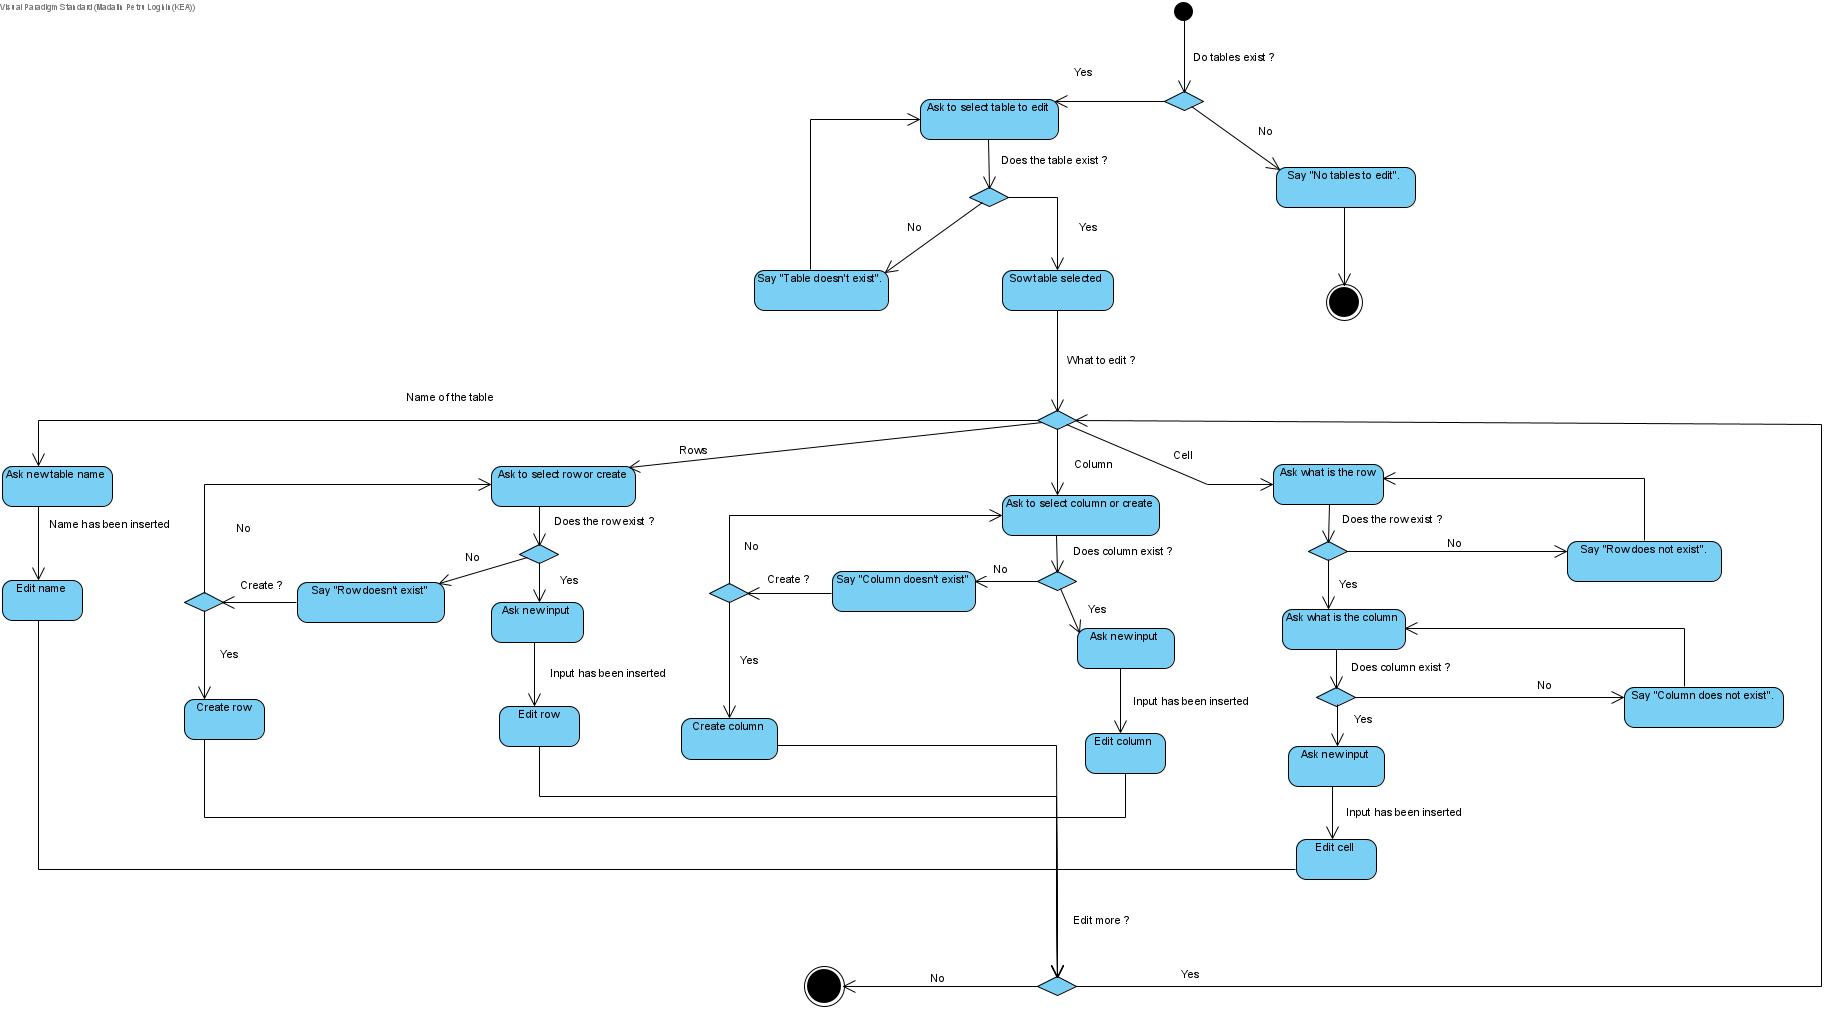 Visual Paradigm Standard (Madalin Petru Loghin(KEA))
Do tables exist ?
Yes
Ask to select table to edit
No
Does the table exist ?
Say "No tables to edit".
No
Yes
Say "Table doesn't exist".
Sow table selected
What to edit ?
Name of the table
Rows
Column
Cell
Ask new table name
Ask to select row or create
Ask to select column or create
Ask what is the row
Name has been inserted
No
Does the row exist ?
Does the row exist ?
No
Does column exist ?
No
Say "Row does not exist".
No
Create ?
Say "Row doesn't exist"
Yes
Create ?
Say "Column doesn't exist"
No
Yes
Edit name
Ask new input
Yes
Ask what is the column
Ask new input
Yes
Yes
Does column exist ?
Input has been inserted
No
Say "Column does not exist".
Create row
Edit row
Input has been inserted
Yes
Create column
Edit column
Ask new input
Input has been inserted
Edit cell
Edit more ?
No
Yes